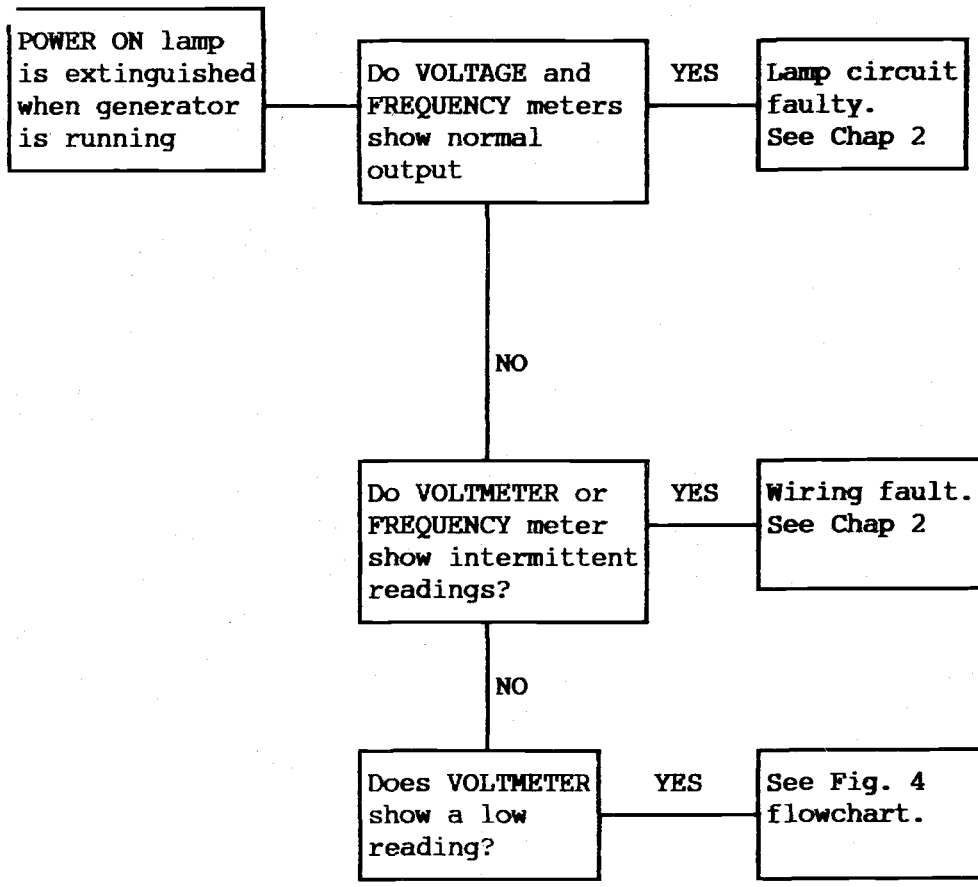 POWER ON lamp
is extinguished
when generator
is running
Do VOLTAGE and
FREQUENCY meters
show normal
output
YES
Lamp circuit
faulty.
See Chap 2
NO
Do VOLTMETER or
FREQUENCY meter
show intermittent
readings?
YES
Wiring fault.
See Chap 2
NO
Does VOLTMETER
show a low
reading?
YES
See Fig. 4
flowchart.